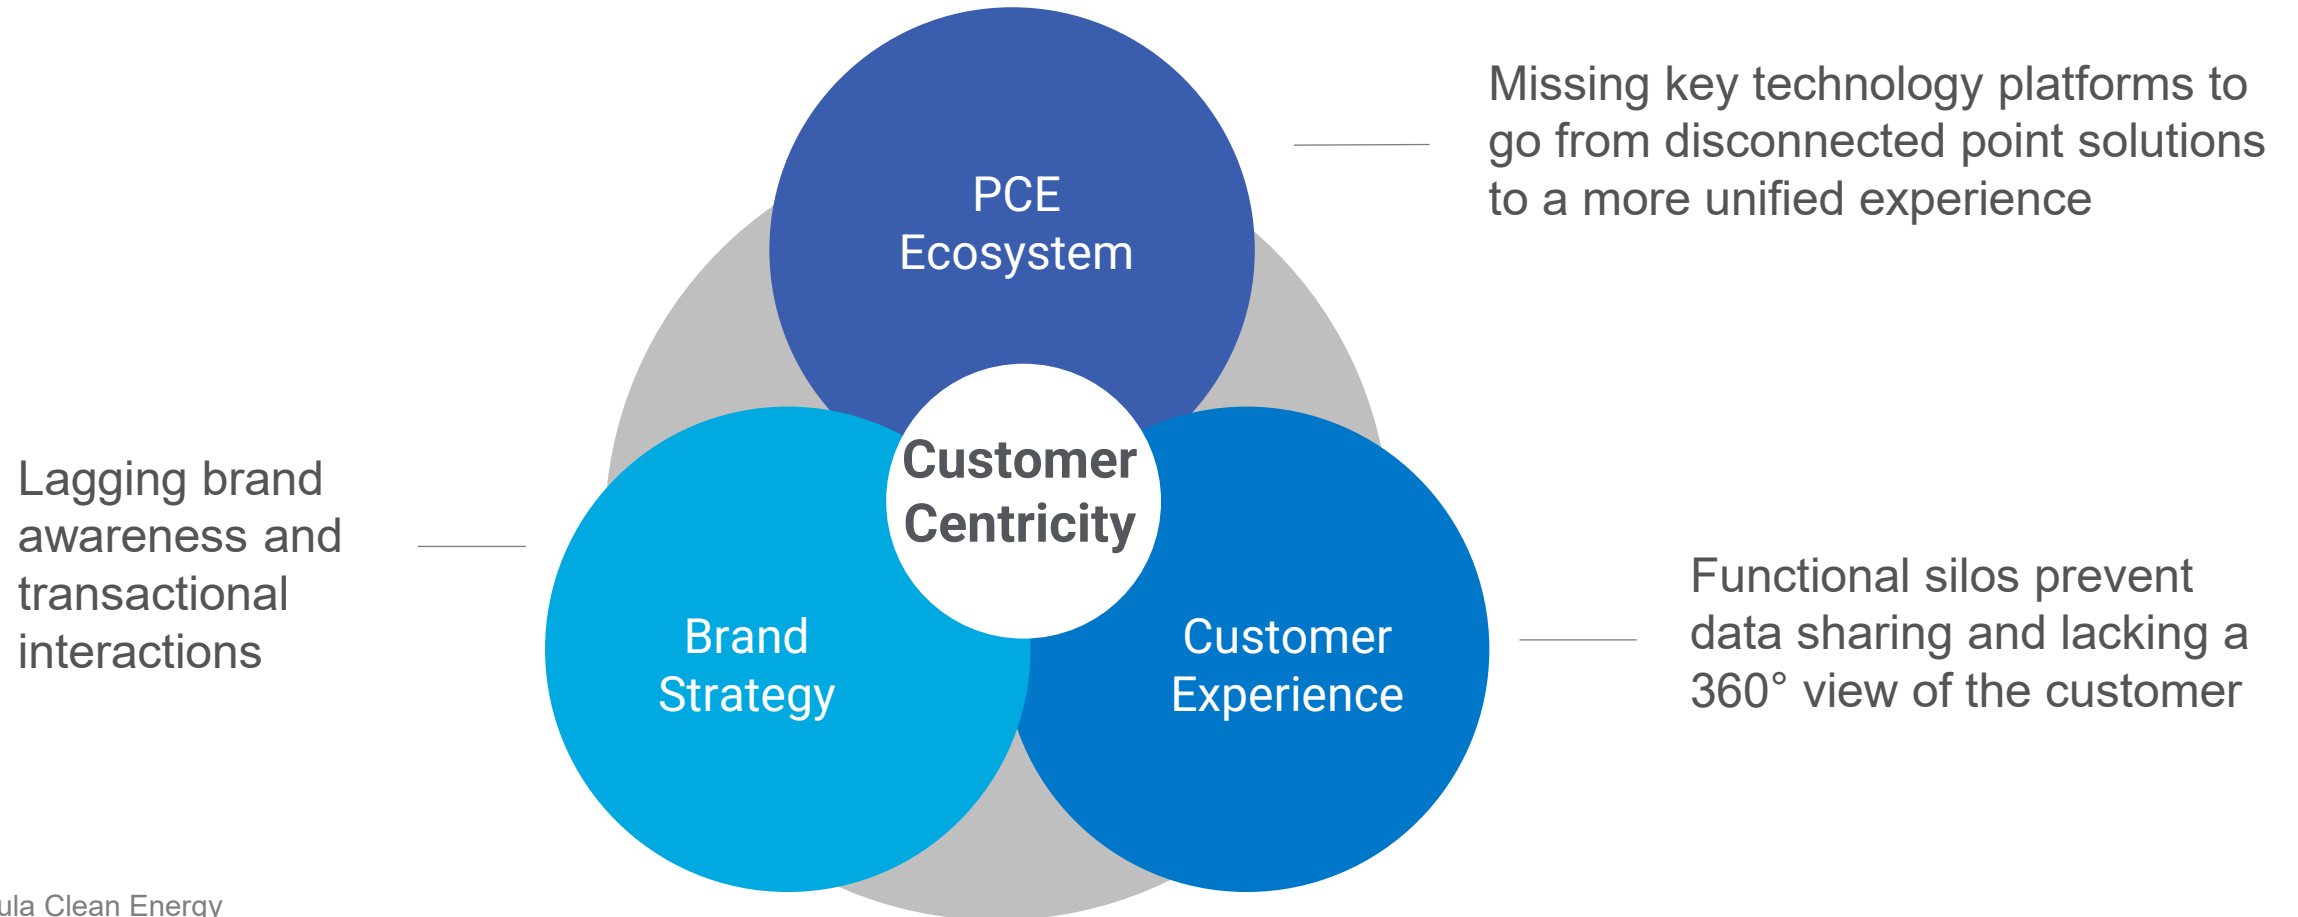 PCE
Ecosystem
Missing key technology platforms to
go from disconnected point solutions
to a more unified experience
Customer
Centricity
Lagging brand
awareness and
transactional
interactions
Brand
Strategy
Customer
Experience
Functional silos prevent
data sharing and lacking a
360° view of the customer
ula Clean Energy